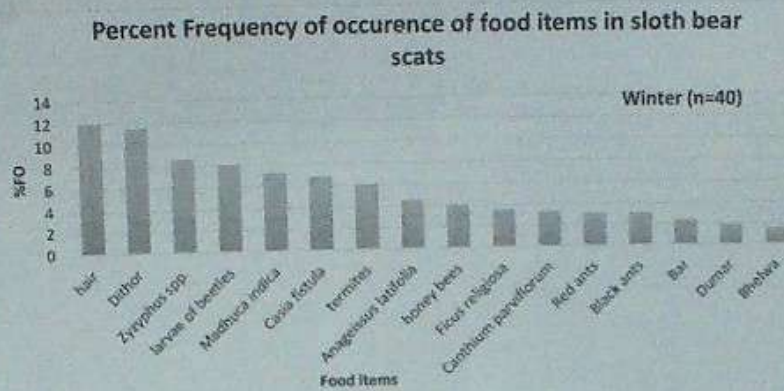 Percent Frequency of occurence of food items in sloth bear
scats
Winter (n=40)
%FO
14
12
10
8
6
4
2
0
hair
Dithor
Zyzyphus spp.
larvae of beetles
Madhuca indica
Casia fistula
termites
Anageissus latifolia
honey bees
Ficus religiosa
Canthium parviflorum
Red ants
Black ants
Bar
Dumar
Bhelwa
Food items